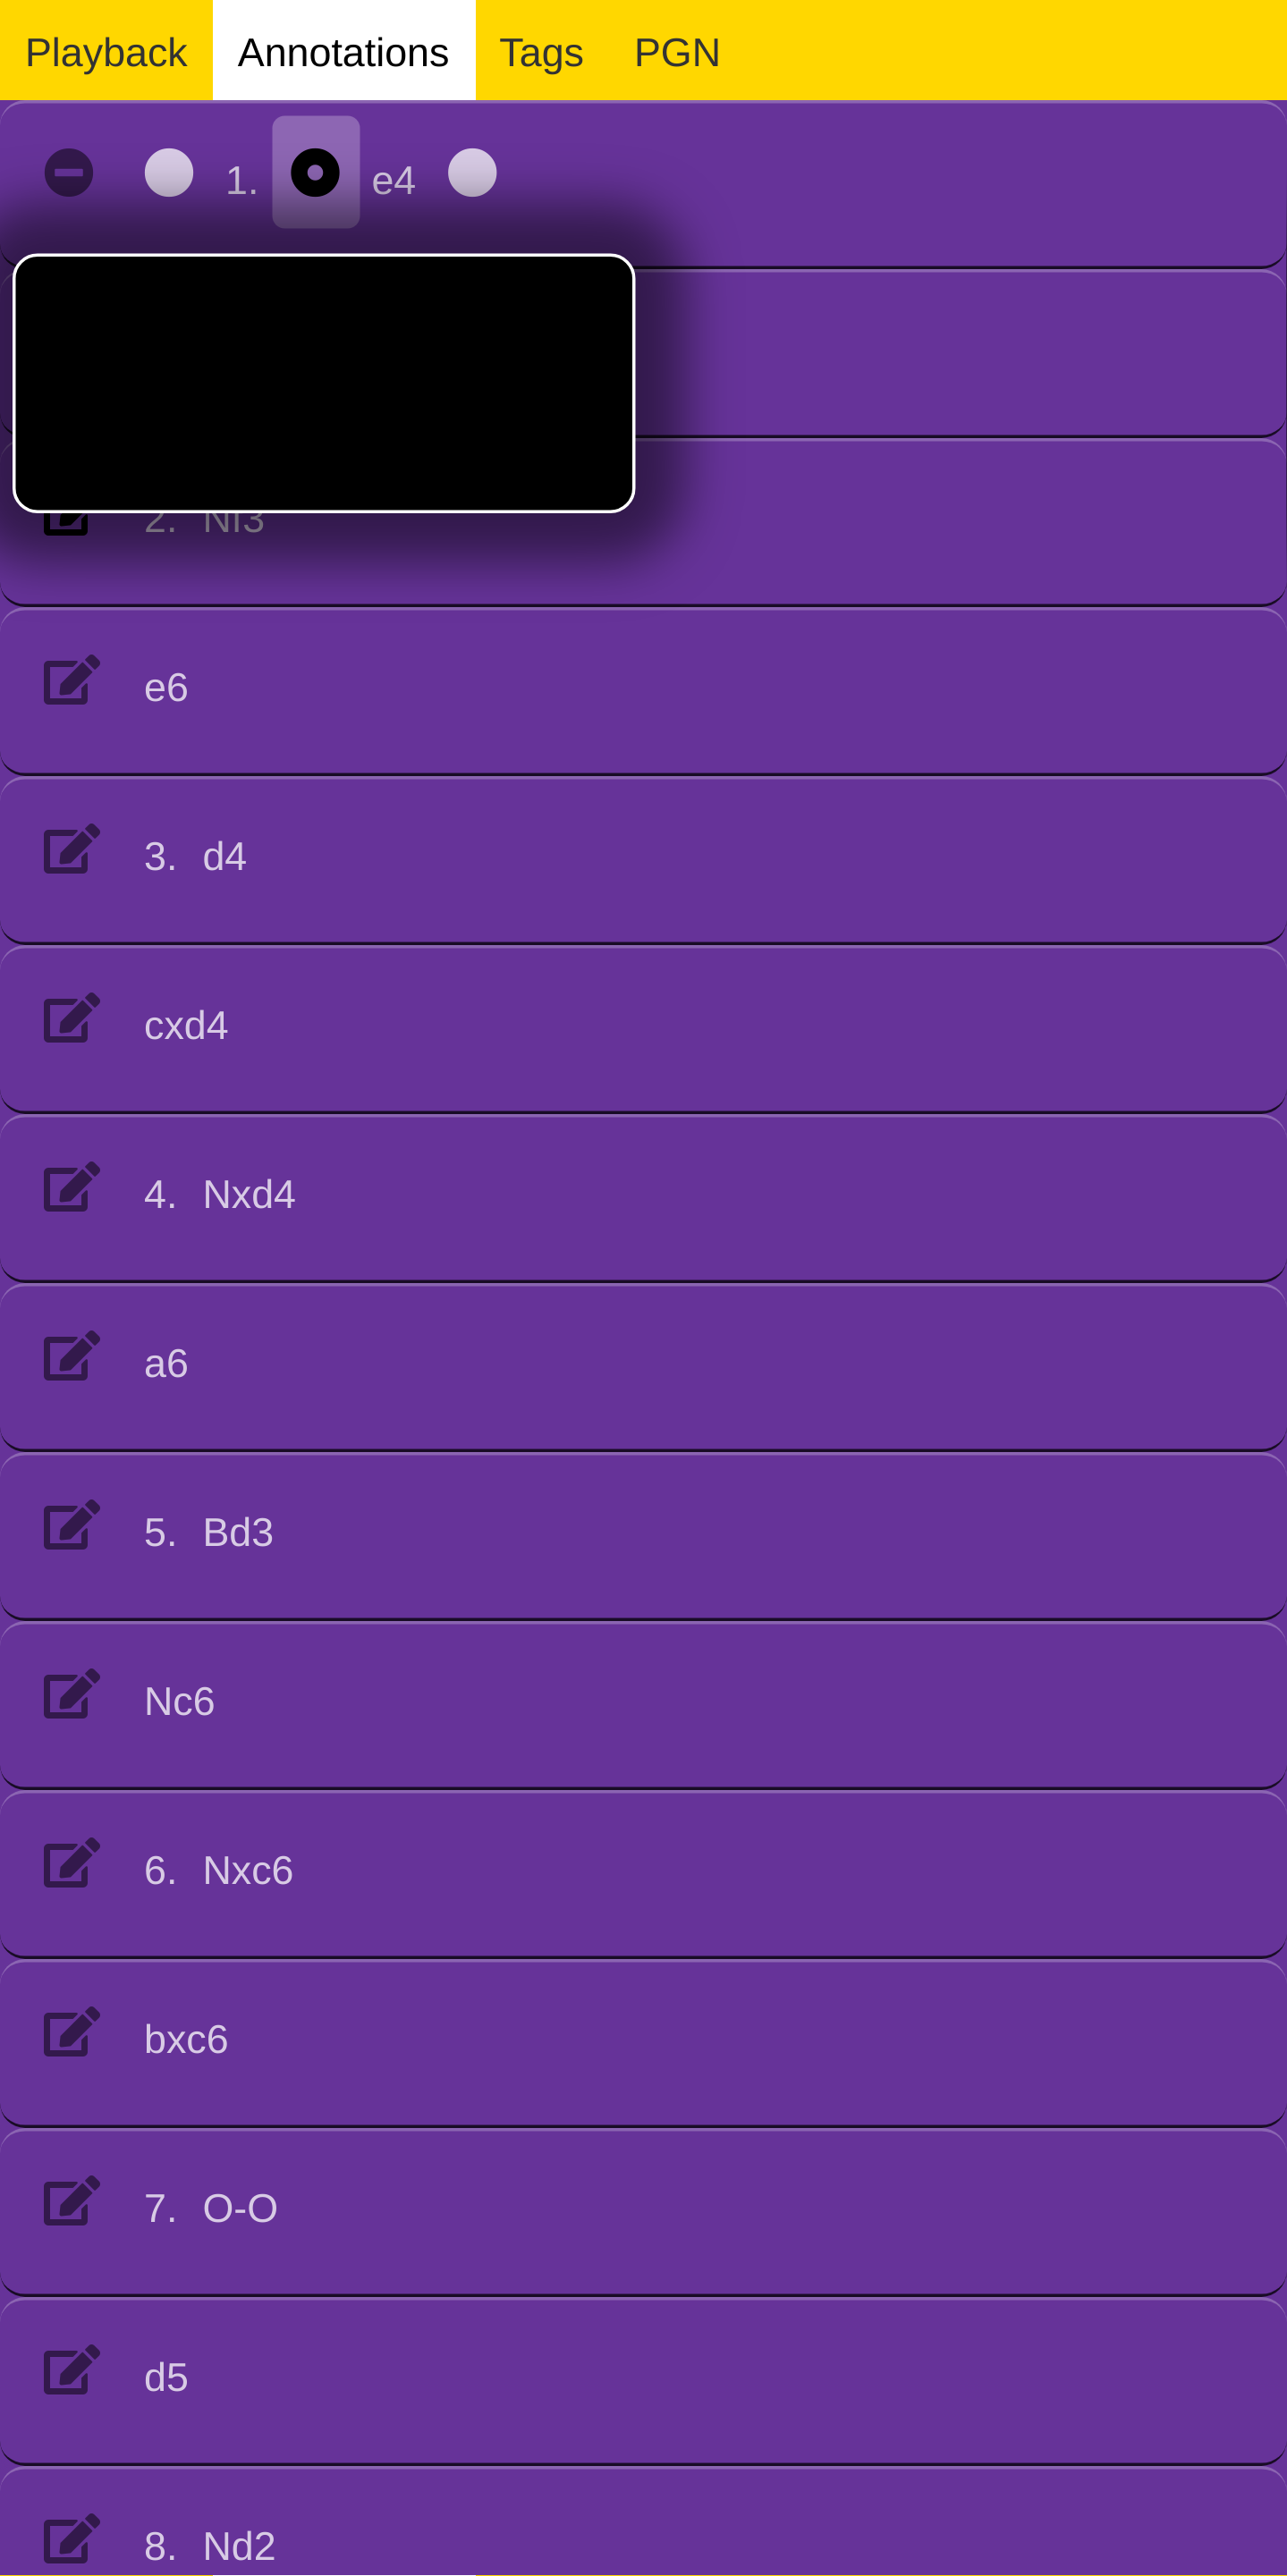 Playback Annotations Tags PGN
1. e4
2. Nf3
e6
3. d4
cxd4
4. Nxd4
a6
5. Bd3
Nc6
6. Nxc6
bxc6
7. O-O
d5
8. Nd2